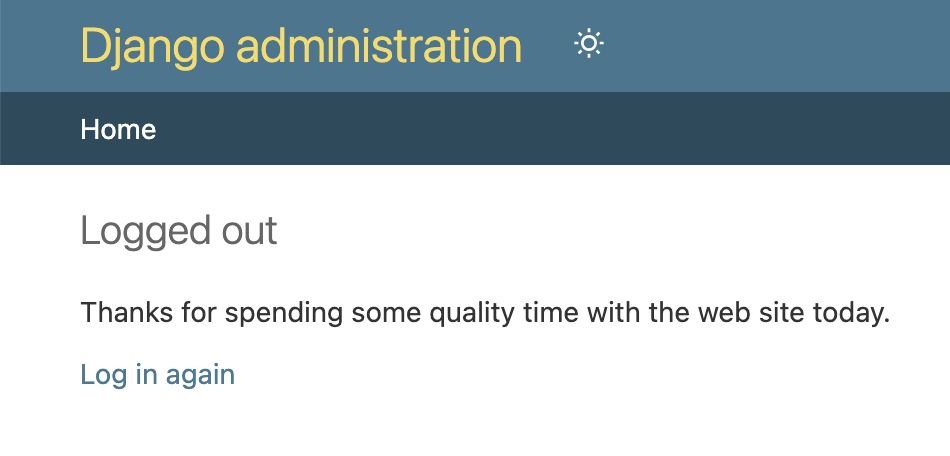 Django administration
Home
Logged out
Thanks for spending some quality time with the web site today.
Log in again